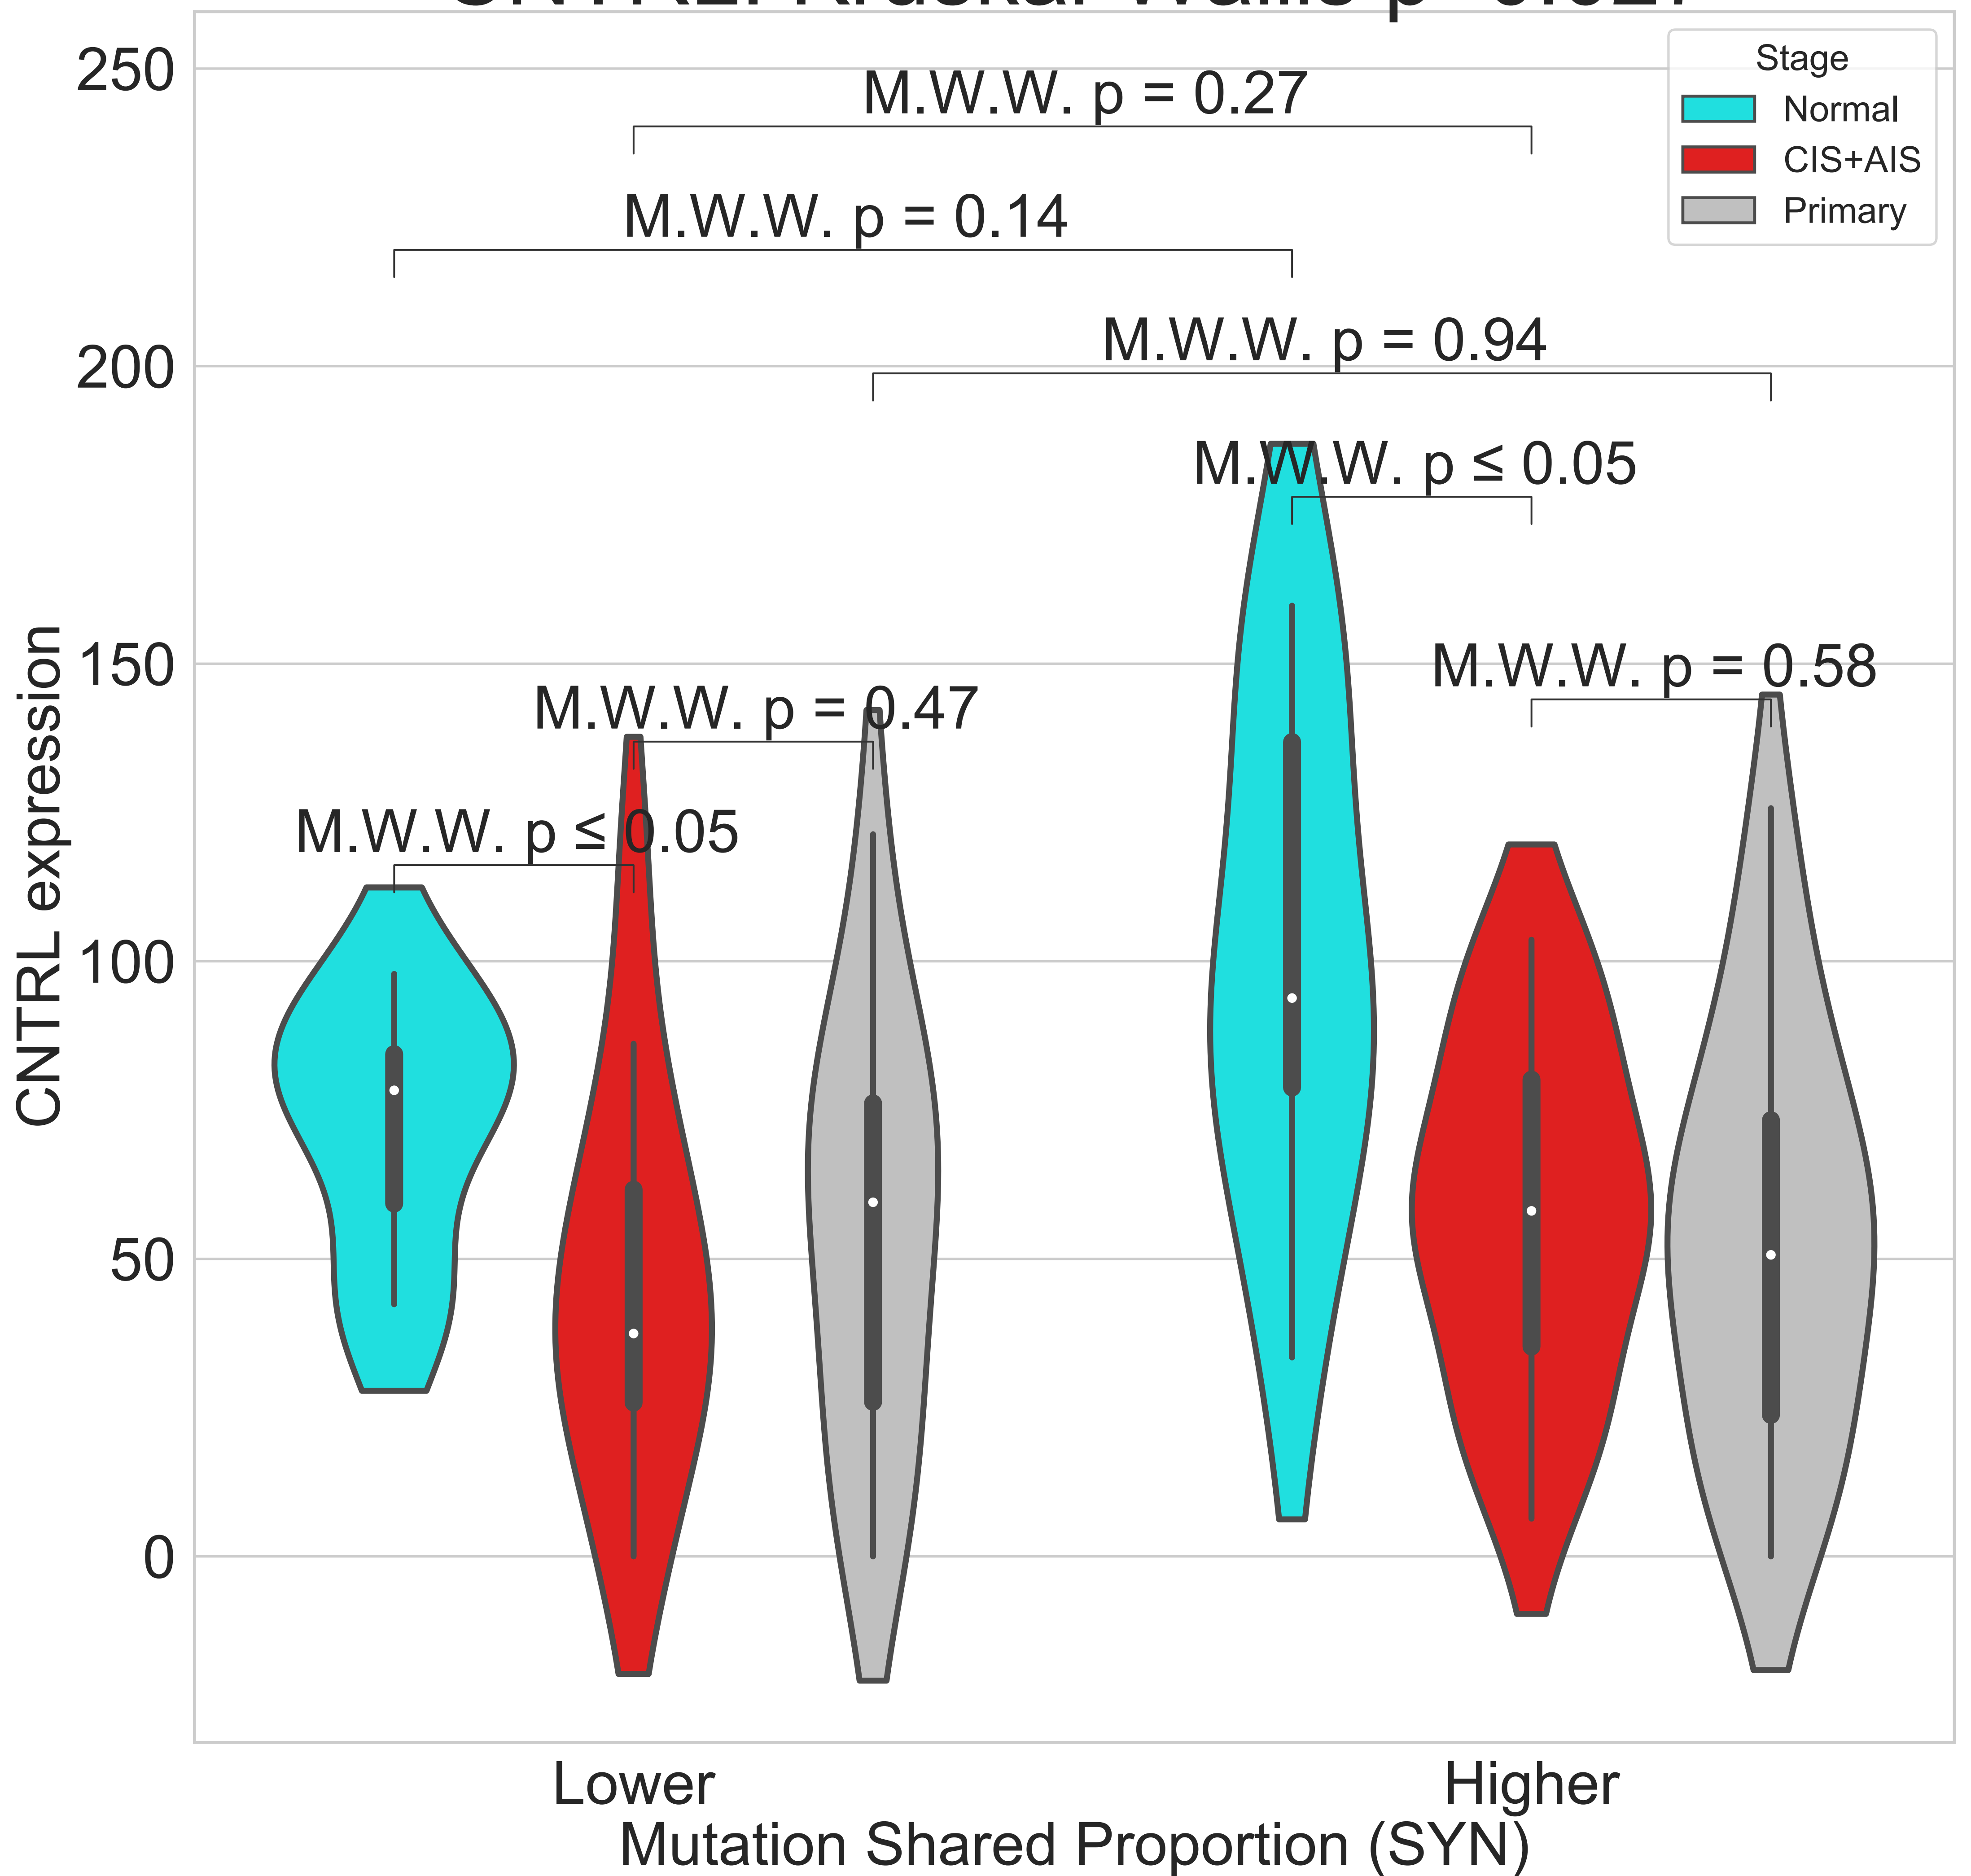 250
200
150
100
50
0
CNTRL expression
M.W.W. p = 0.27
M.W.W. p = 0.14
M.W.W. p = 0.94
M.W.W. p ≤ 0.05
M.W.W. p = 0.58
M.W.W. p = 0.47
M.W.W. p ≤ 0.05
Stage
Normal
CIS+AIS
Primary
Lower
Higher
Mutation Shared Proportion (SYN)